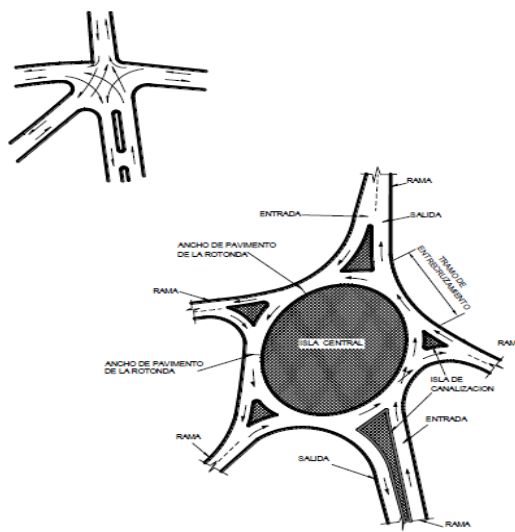 RAMA
ENTRADA
SALIDA
ANCHO DE PAVIMENTO
DE LA ROTONDA
TRAMO DE
ENTRECRUZAMIENTO
RAMA
ISLA CENTRAL
RAM
ANCHO DE PAVIMENTO
DE LA ROTONDA
ISLA DE
CANALIZACION
ENTRADA
RAMA
SALIDA
RAMA